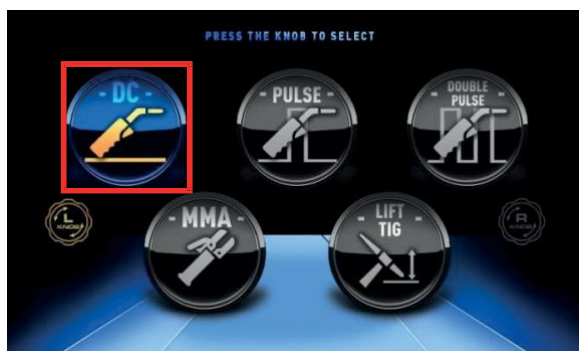 PRESS THE KNOB TO SELECT
- DC -
- PULSE -
- DOUBLE -
PULSE
L
KNOB
- MMA -
- LIFT -
TIG
R
KNOB